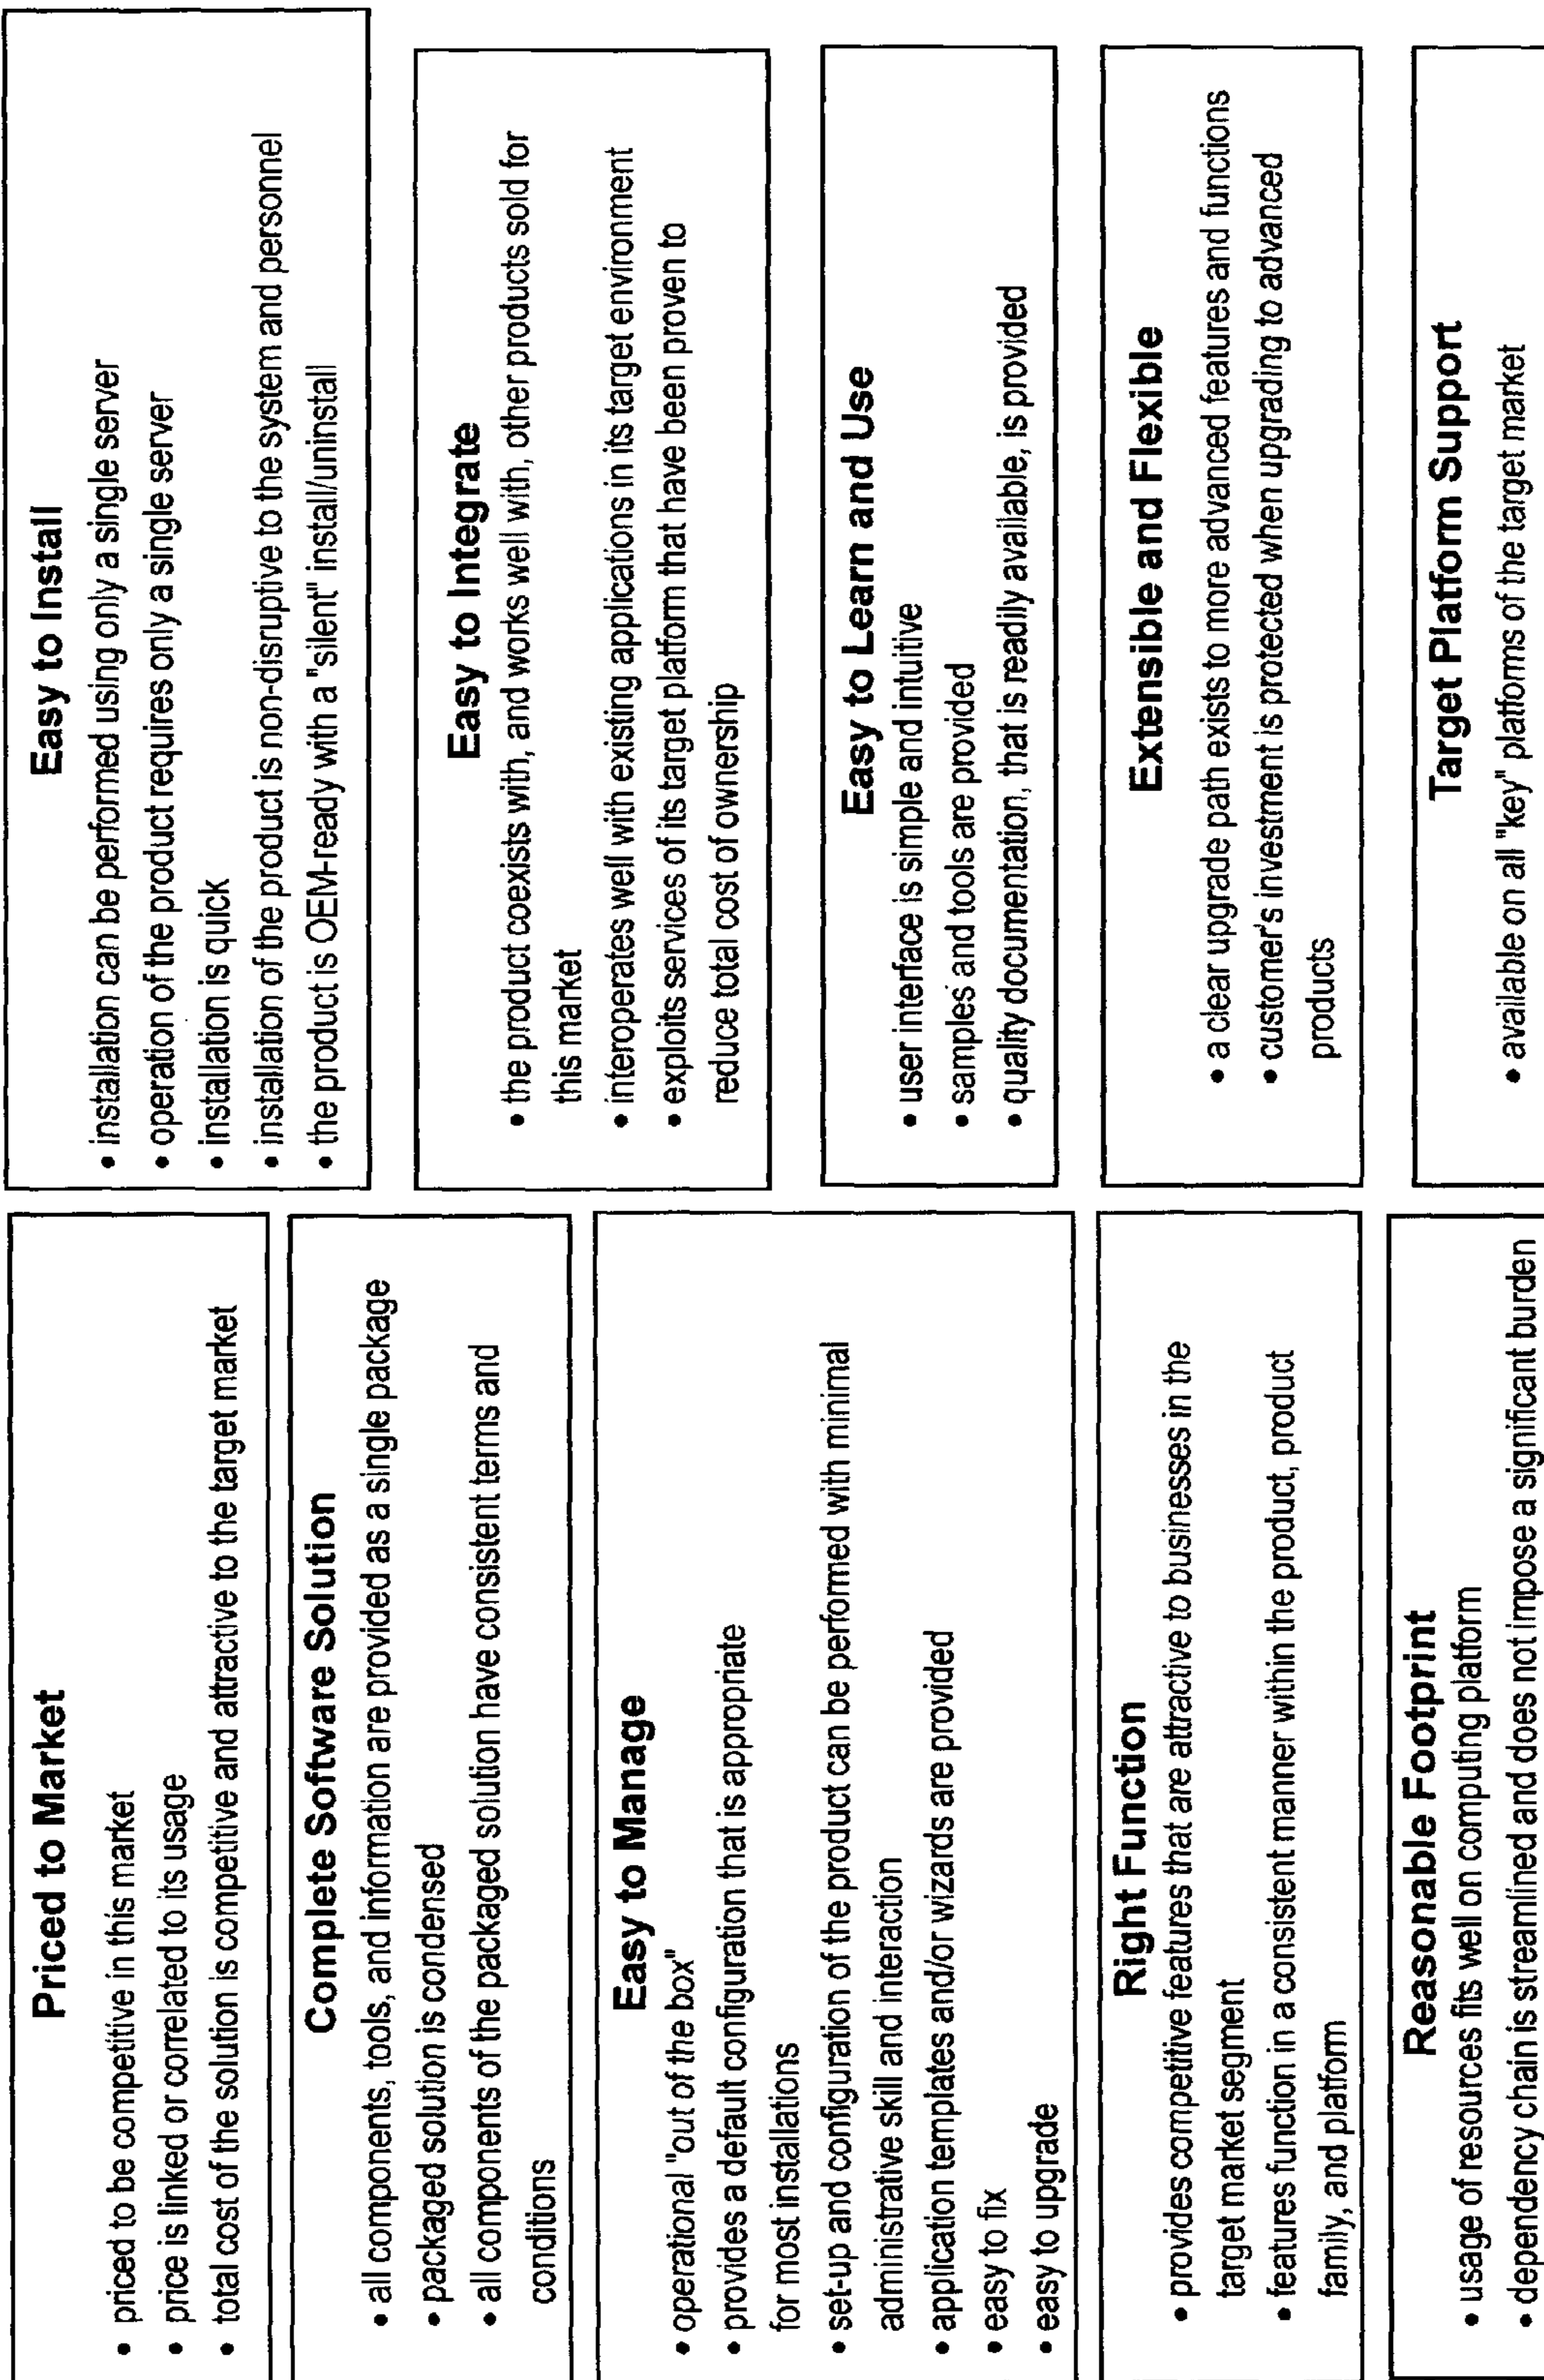 Priced to Market
• priced to be competitive in this market
• price is linked or correlated to its usage
• total cost of the solution is competitive and attractive to the target market
Complete Software Solution
• all components, tools, and information are provided as a single package
• packaged solution is condensed
• all components of the packaged solution have consistent terms and
conditions
Easy to Manage
• operational "out of the box"
• provides a default configuration that is appropriate
for most installations
• set-up and configuration of the product can be performed with minimal
administrative skill and interaction
• application templates and/or wizards are provided
• easy to fix
• easy to upgrade
Right Function
• provides competitive features that are attractive to businesses in the
target market segment
• features function in a consistent manner within the product, product
family, and platform
Reasonable Footprint
• usage of resources fits well on computing platform
• dependency chain is streamlined and does not impose a significant burden
Easy to Install
• installation can be performed using only a single server
• operation of the product requires only a single server
• installation is quick
• installation of the product is non-disruptive to the system and personnel
• the product is OEM-ready with a "silent" install/uninstall
Easy to Integrate
• the product coexists with, and works well with, other products sold for
this market
• interoperates well with existing applications in its target environment
• exploits services of its target platform that have been proven to
reduce total cost of ownership
Easy to Learn and Use
• user interface is simple and intuitive
• samples and tools are provided
• quality documentation, that is readily available, is provided
Extensible and Flexible
• a clear upgrade path exists to more advanced features and functions
• customer's investment is protected when upgrading to advanced
products
Target Platform Support
• available on all "key" platforms of the target market